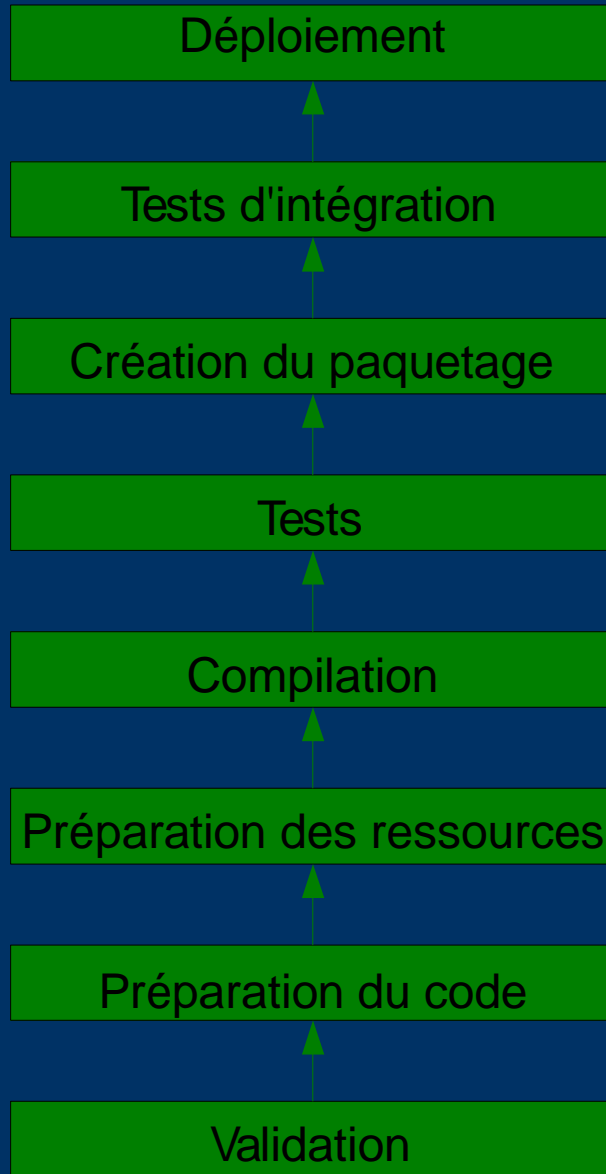 Déploiement
Tests d'intégration
Création du paquetage
Tests
Compilation
Préparation des ressources
Préparation du code
Validation